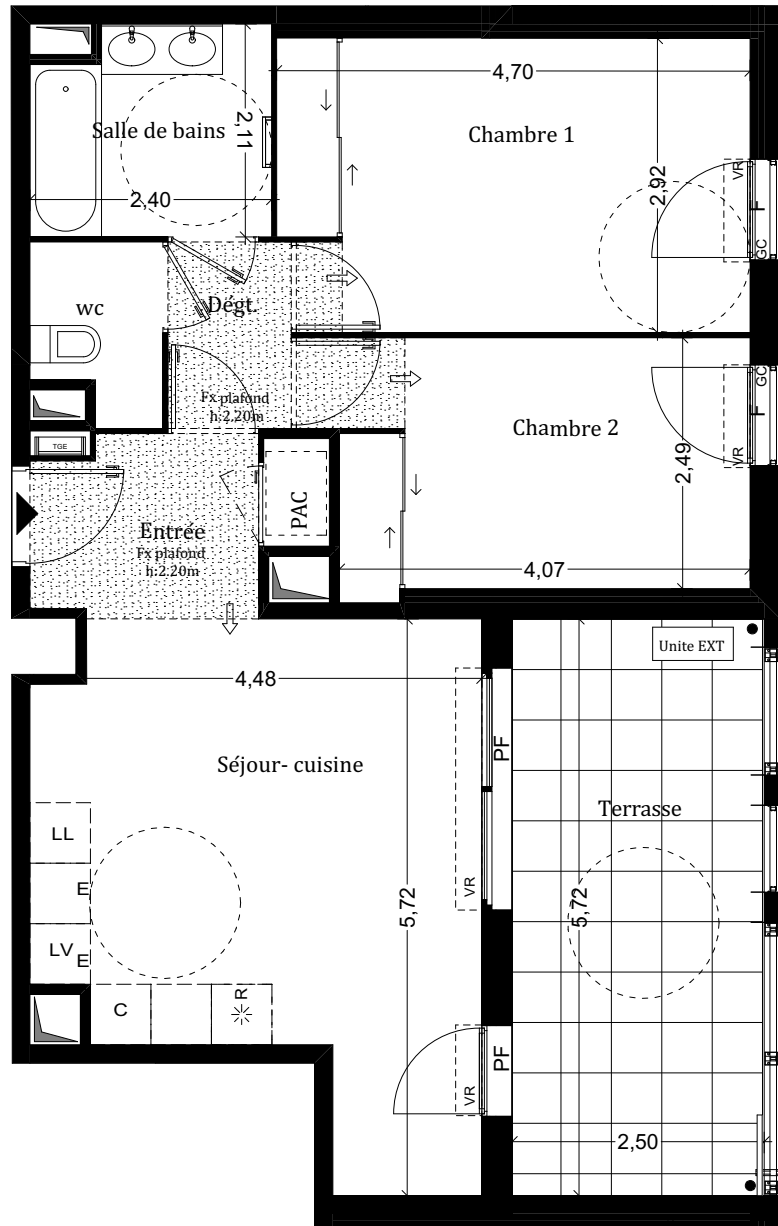 4,70
Salle de bains
2,11
Chambre 1
2,40
2,92
VR
F
GC
wc
Dégt.
Fx plafond
h:2.20m
GC
F
VR
Chambre 2
2,49
TGE
PAC
Entrée
Fx plafond
h:2.20m
4,07
Unite EXT
4,48
PF
Séjour- cuisine
Terrasse
LL
E
VR
5,72
5,72
LV
E
C
R
PF
VR
2,50